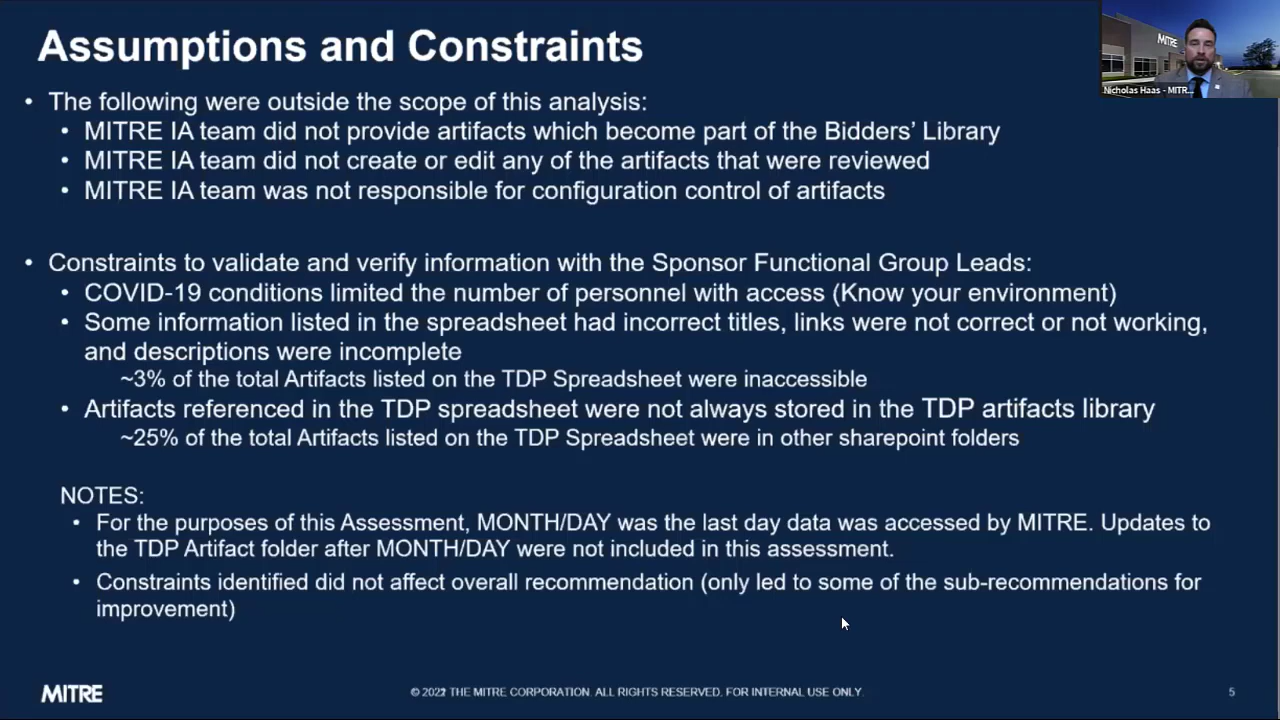 Assumptions and Constraints
MITRE
Nicholas Haas - MITR...
• The following were outside the scope of this analysis:
• MITRE IA team did not provide artifacts which become part of the Bidders' Library
• MITRE IA team did not create or edit any of the artifacts that were reviewed
• MITRE IA team was not responsible for configuration control of artifacts
• Constraints to validate and verify information with the Sponsor Functional Group Leads:
• COVID-19 conditions limited the number of personnel with access (Know your environment)
• Some information listed in the spreadsheet had incorrect titles, links were not correct or not working,
and descriptions were incomplete
~3% of the total Artifacts listed on the TDP Spreadsheet were inaccessible
• Artifacts referenced in the TDP spreadsheet were not always stored in the TDP artifacts library
~25% of the total Artifacts listed on the TDP Spreadsheet were in other sharepoint folders
NOTES:
• For the purposes of this Assessment, MONTH/DAY was the last day data was accessed by MITRE. Updates to
the TDP Artifact folder after MONTH/DAY were not included in this assessment.
• Constraints identified did not affect overall recommendation (only led to some of the sub-recommendations for
improvement)
MITRE
© 2022 THE MITRE CORPORATION. ALL RIGHTS RESERVED. FOR INTERNAL USE ONLY.
5